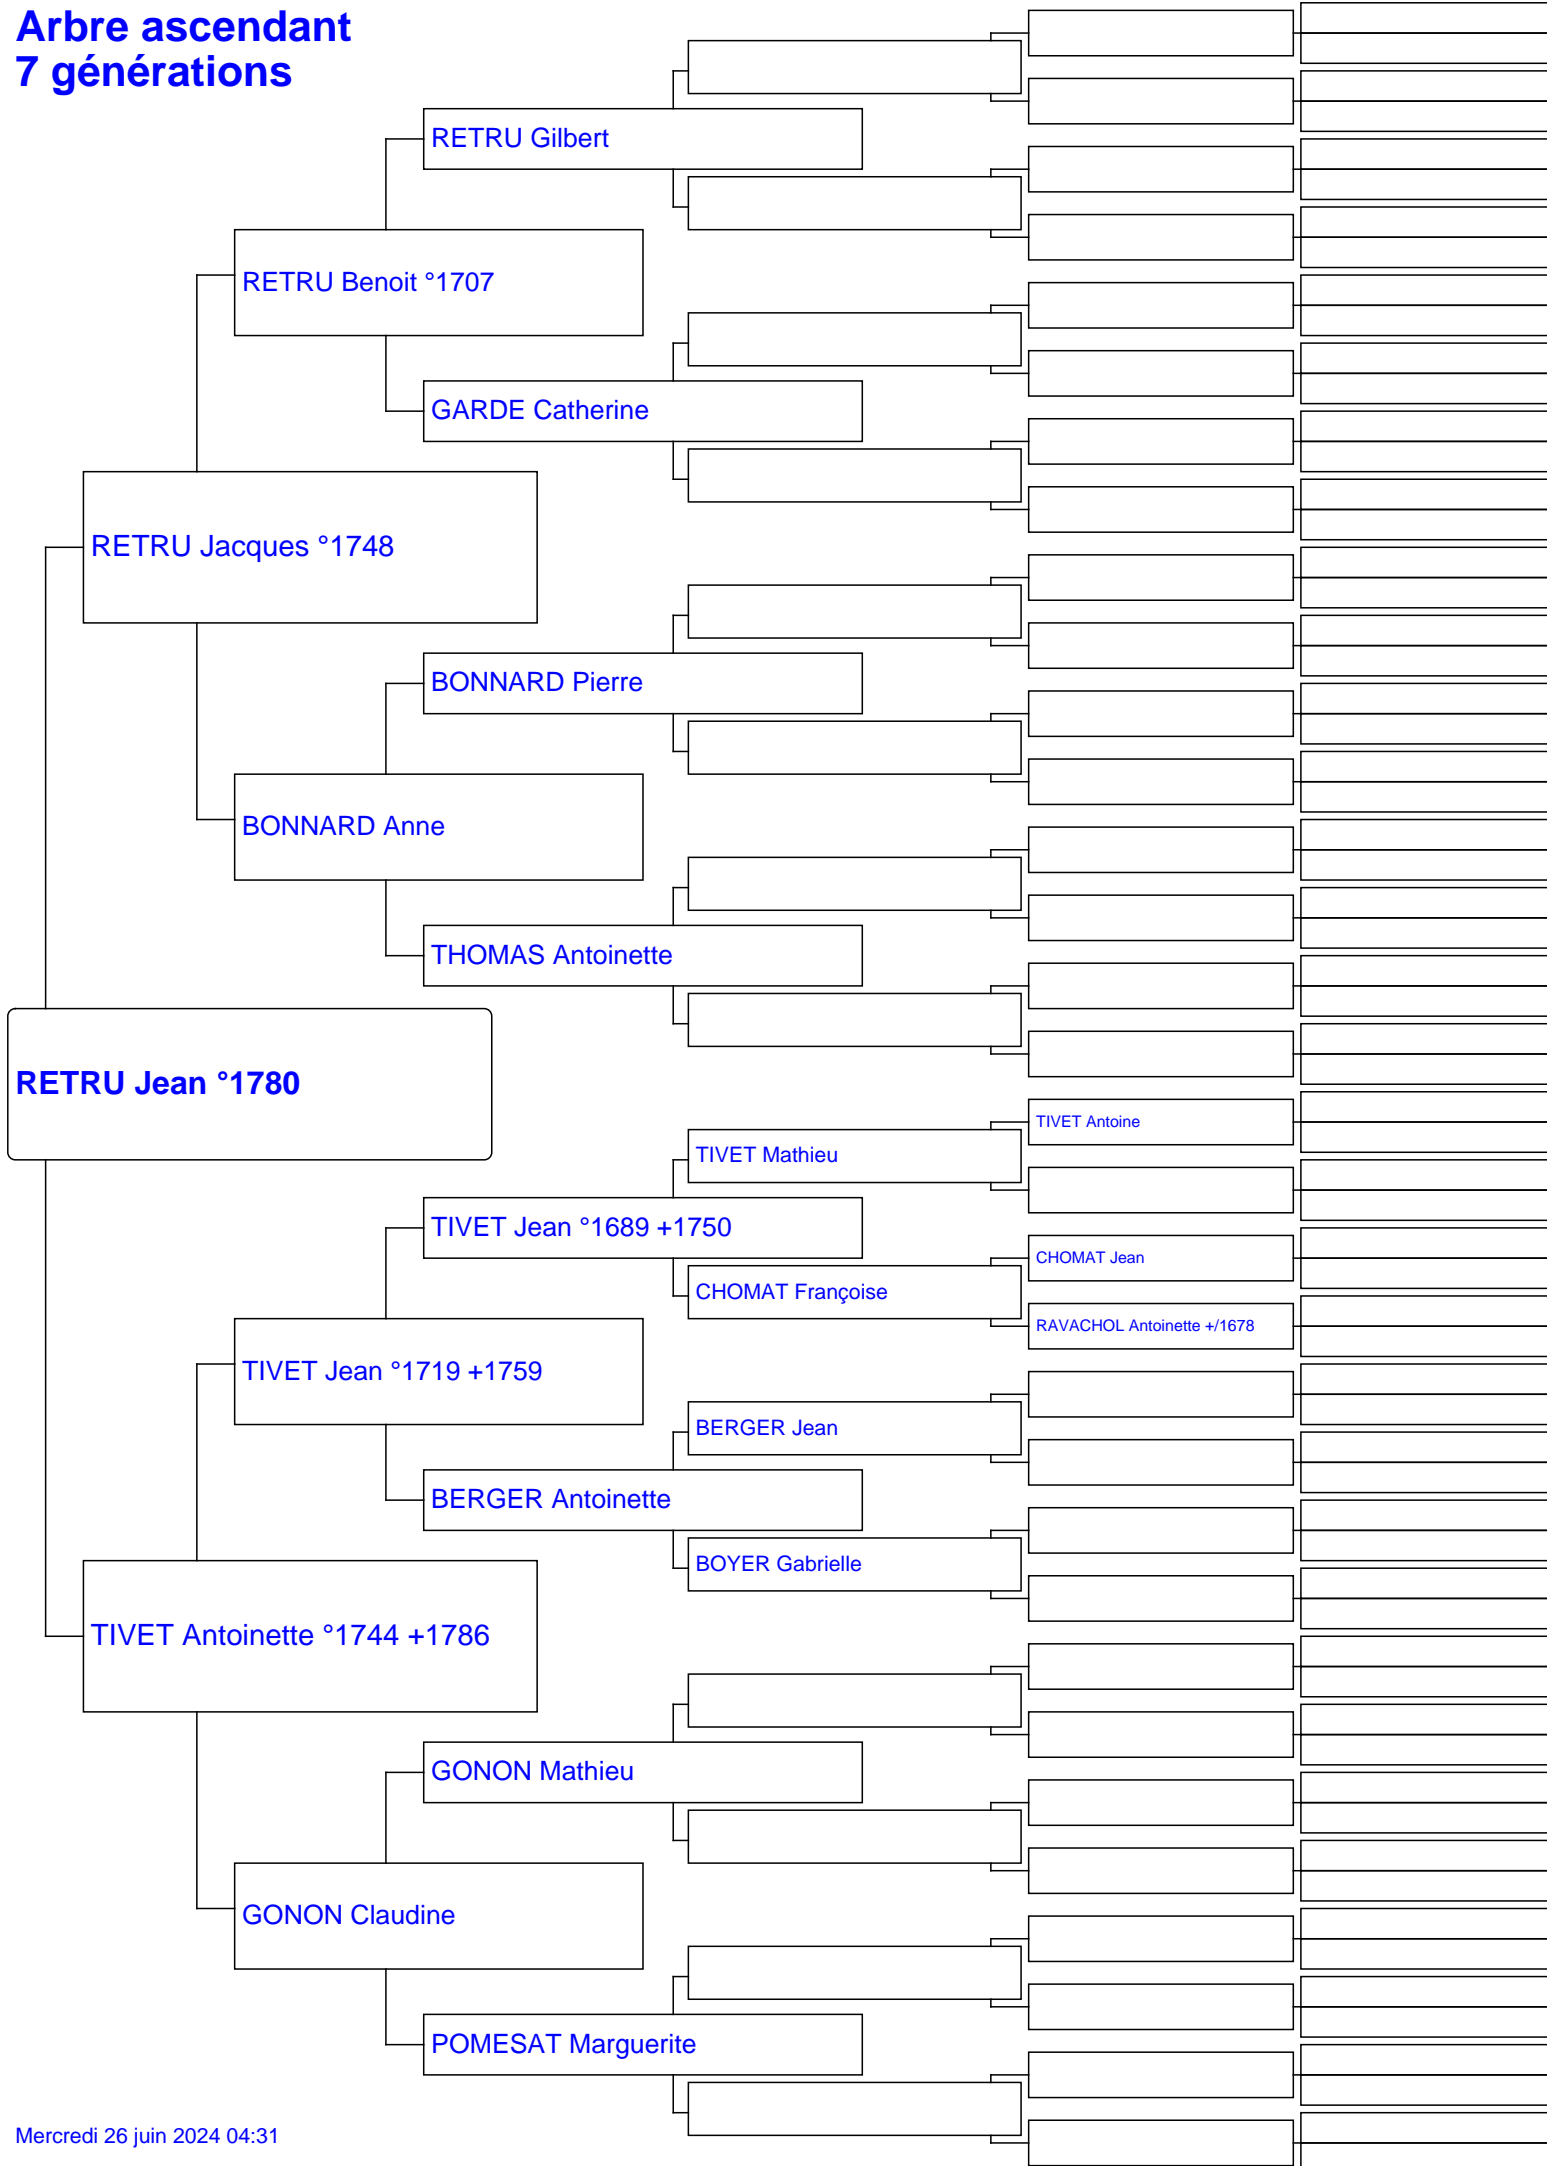 Arbre ascendant
7 générations
RETRU Gilbert
RETRU Benoit °1707
GARDE Catherine
RETRU Jacques °1748
BONNARD Pierre
BONNARD Anne
THOMAS Antoinette
RETRU Jean °1780
TIVET Antoine
TIVET Mathieu
TIVET Jean °1689 +1750
CHOMAT Jean
CHOMAT Françoise
RAVACHOL Antoinette +/1678
TIVET Jean °1719 +1759
BERGER Jean
BERGER Antoinette
BOYER Gabrielle
TIVET Antoinette °1744 +1786
GONON Mathieu
GONON Claudine
POMESAT Marguerite
Mercredi 26 juin 2024 04:31